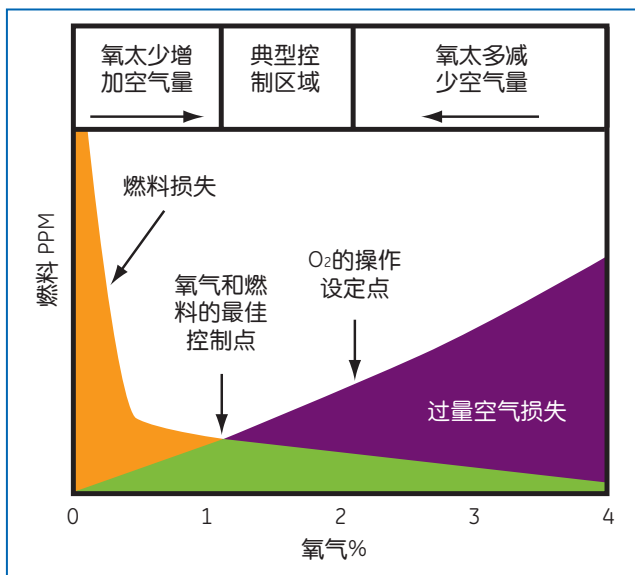 氧太少增
加空气量
典型控
制区域
氧太多减
少空气量
燃料损失
O₂的操作
设定点
氧气和燃
料的最佳
控制点
过量空气损失
燃料 PPM
0 1 2 3 4
氧气%